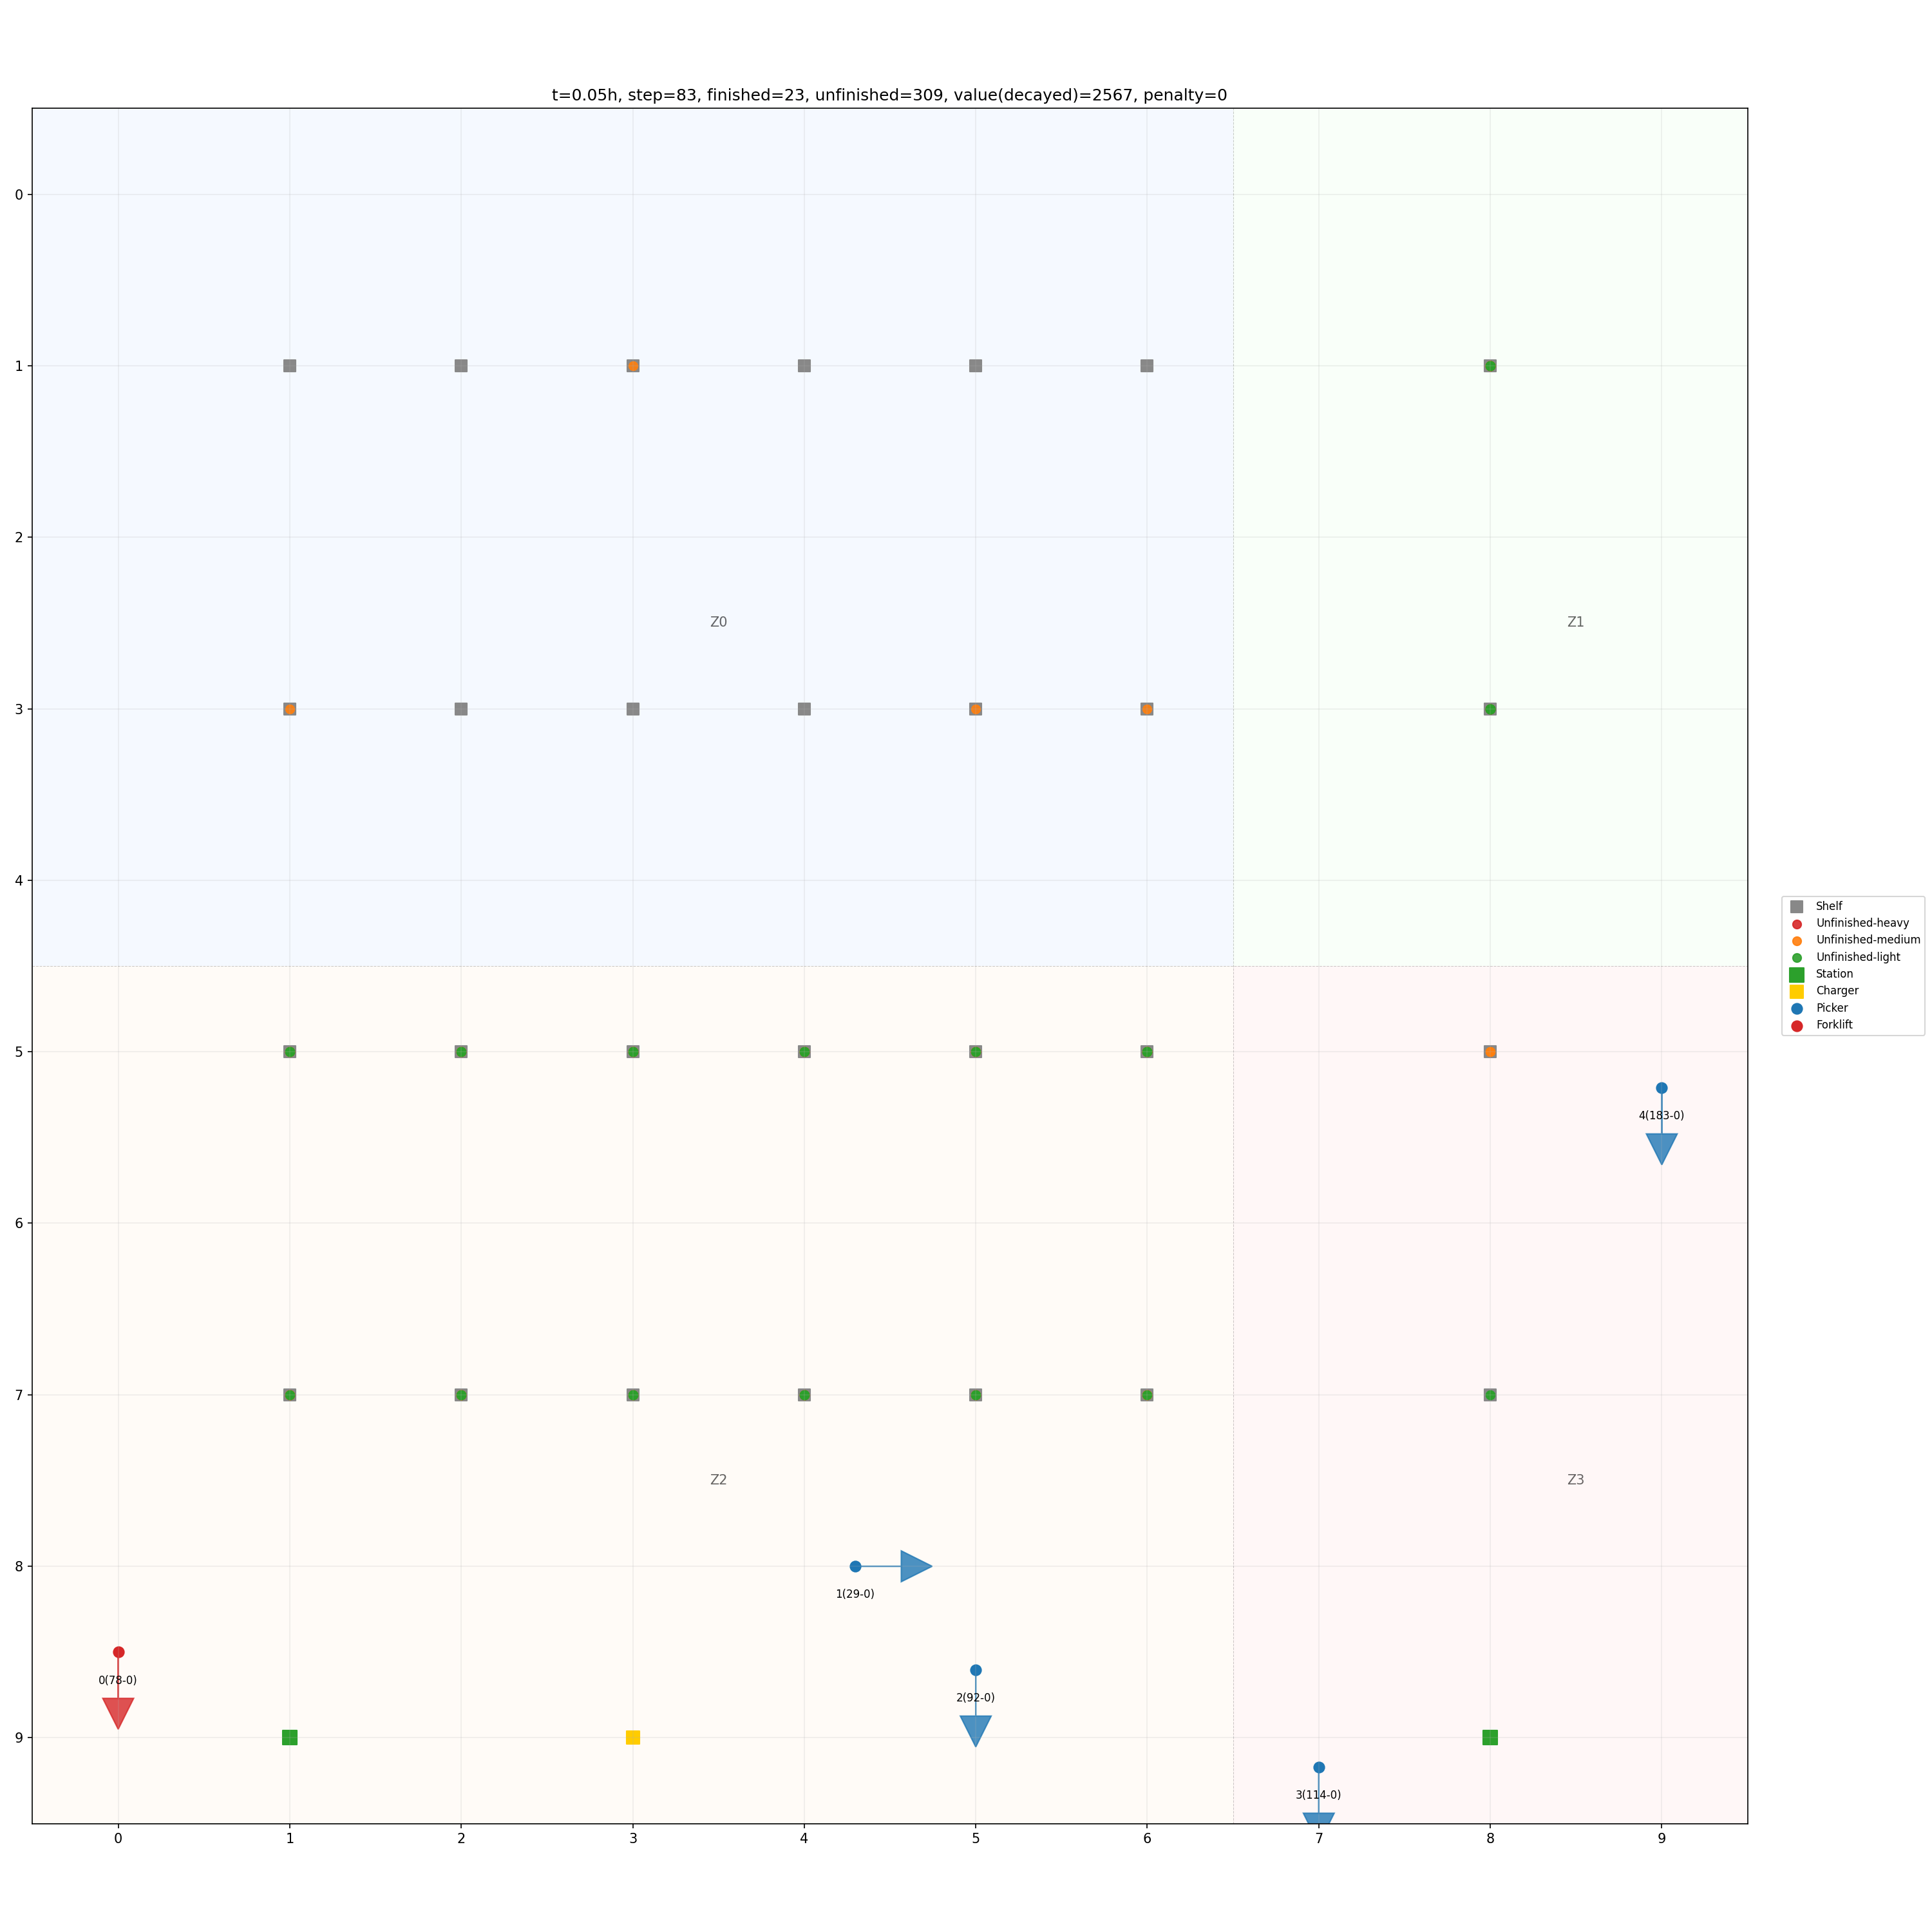 t=0.05h, step=83, finished=23, unfinished=309, value(decayed)=2567, penalty=0
0
1
2
Z0
Z1
3
4
Shelf
Unfinished-heavy
Unfinished-medium
Unfinished-light
Station
Charger
Picker
Forklift
5
4(183-0)
6
7
Z2
Z3
8
1(29-0)
0(78-0)
2(92-0)
9
3(114-0)
0 1 2 3 4 5 6 7 8 9